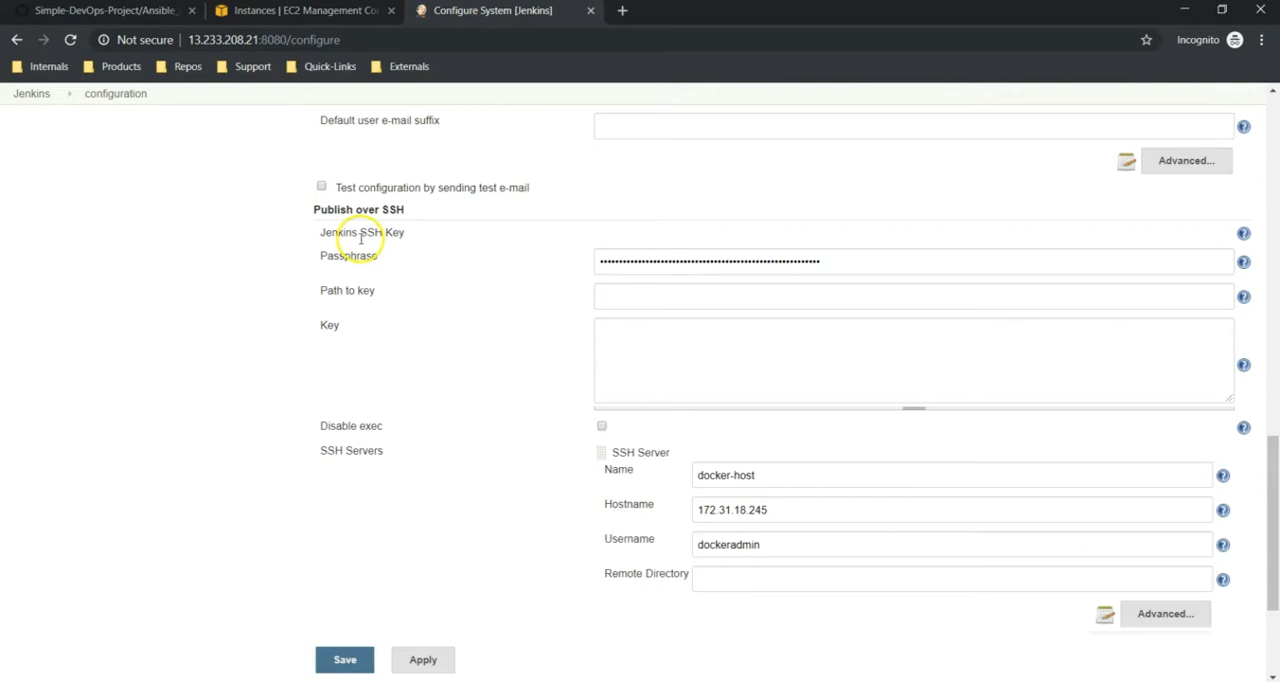 Simple-DevOps-Project/Ansible_
Instances | EC2 Management Co
Configure System [Jenkins]
Not secure | 13.233.208.21:8080/configure
Incognito
Internals Products Repos Support Quick-Links Externals
Jenkins configuration
Default user e-mail suffix
Advanced...
Test configuration by sending test e-mail
Publish over SSH
Jenkins SSH Key
Passphrase
Path to key
Key
Disable exec
SSH Servers
SSH Server
Name docker-host
Hostname 172.31.18.245
Username dockeradmin
Remote Directory
Advanced...
Save Apply